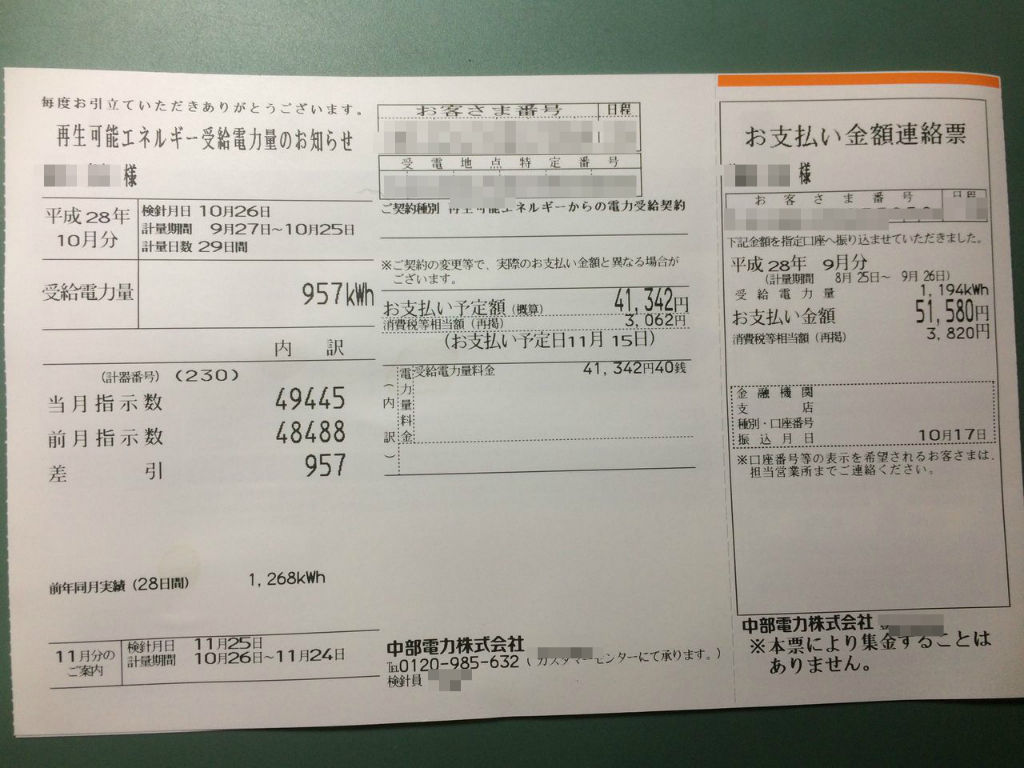 毎度お引立ていただきありがとうございます。
再生可能エネルギー受給電力量のお知らせ
様
平成28年
10月分
検針月日 10月26日
計量期間 9月27日~10月25日
計量日数 29日間
受給電力量 957kWh
内 訳
(計器番号) (230)
当月指示数 49445
前月指示数 48488
差 引 957
前年同月実績 (28日間) 1,268kWh
11月分の
ご案内
検針月日 11月25日
計量期間 10月26日~11月24日
お客さま番号 日程
受電地点特定番号
ご契約種別 再生可能エネルギーからの電力受給契約
※ご契約の変更等で、実際のお支払い金額と異なる場合が
ございます。
お支払い予定額 (概算) 41,342円
消費税等相当額 (再掲) 3,062円
(お支払い予定日11月 15日)
電力量料金
(内訳)
受給電力量料金 41,342円40銭
中部電力株式会社
TEL0120-985-632 (カスタマーセンターにて承ります。)
検針員
お支払い金額連絡票
様
お客さま番号 日程
下記金額を指定口座へ振り込ませていただきました。
平成28年 9月分
(計量期間 8月25日~ 9月26日)
受給電力量 1,194kWh
お支払い金額 51,580円
消費税等相当額 (再掲) 3,820円
金融機関
支店
種別・口座番号
振込月日 10月17日
※口座番号等の表示を希望されるお客さまは、
担当営業所までご連絡ください。
中部電力株式会社
※本票により集金することは
ありません。